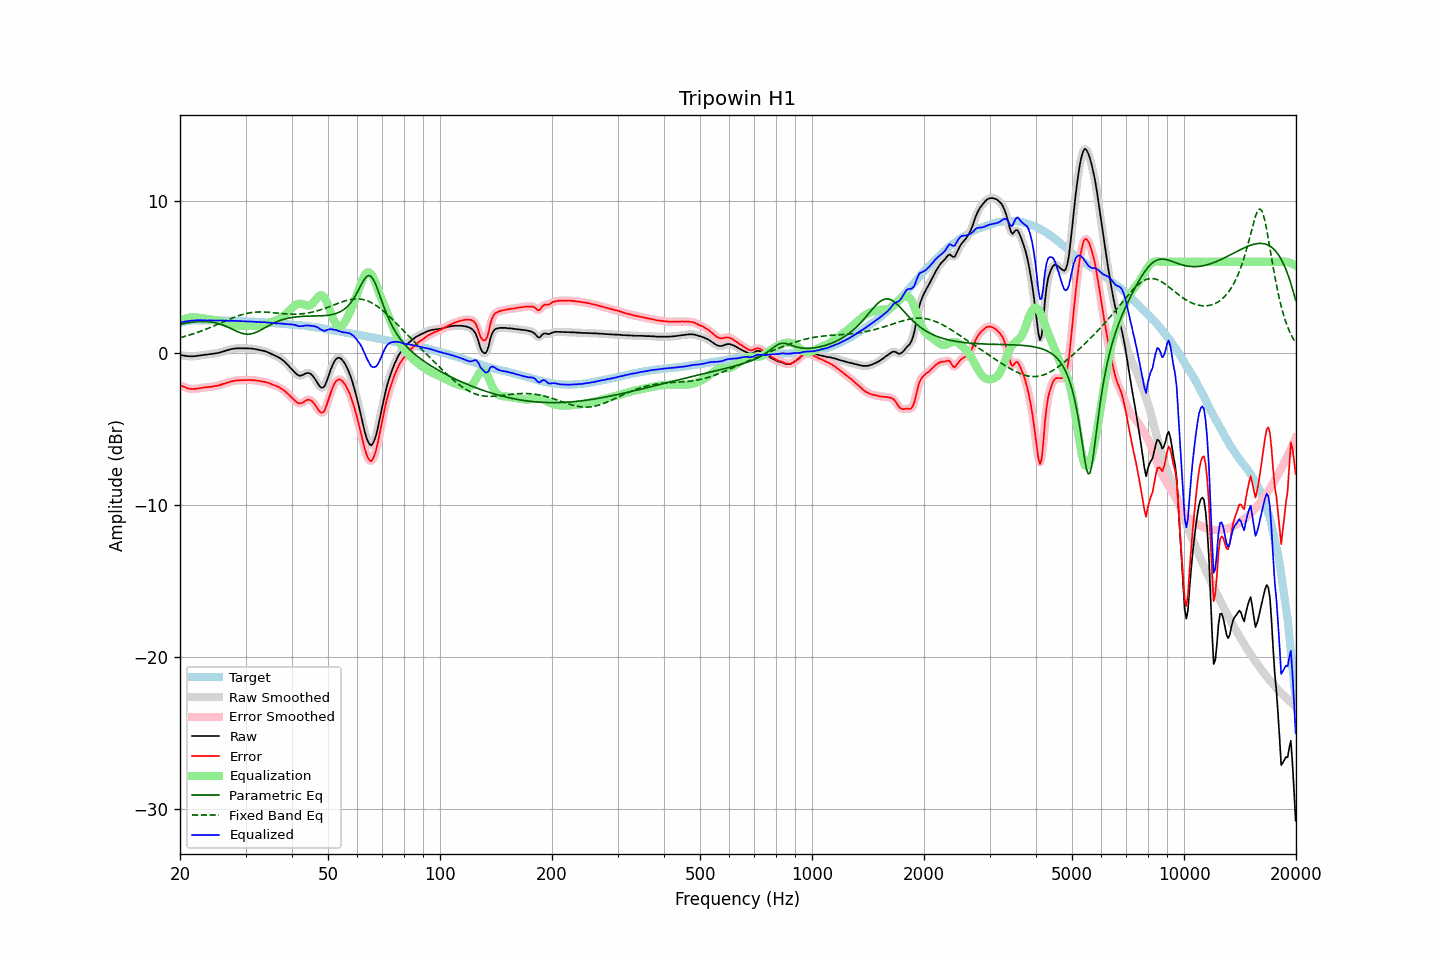 Tripowin H1
Amplitude (dBr)
10
0
−10
−20
−30
Target
Raw Smoothed
Error Smoothed
Raw
Error
Equalization
Parametric Eq
Fixed Band Eq
Equalized
20 50 100 200 500 1000 2000 5000 10000 20000
Frequency (Hz)